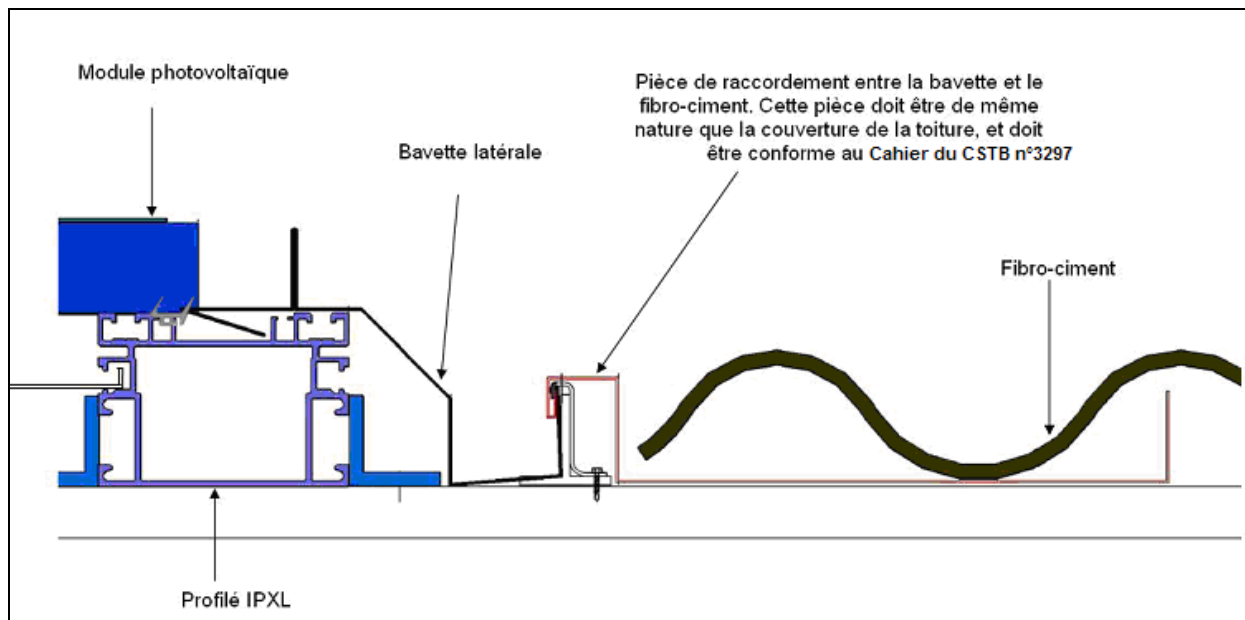 Module photovoltaïque
Pièce de raccordement entre la bavette et le
fibro-ciment. Cette pièce doit être de même
nature que la couverture de la toiture, et doit
être conforme au Cahier du CSTB n°3297
Bavette latérale
Fibro-ciment
Profilé IPXL